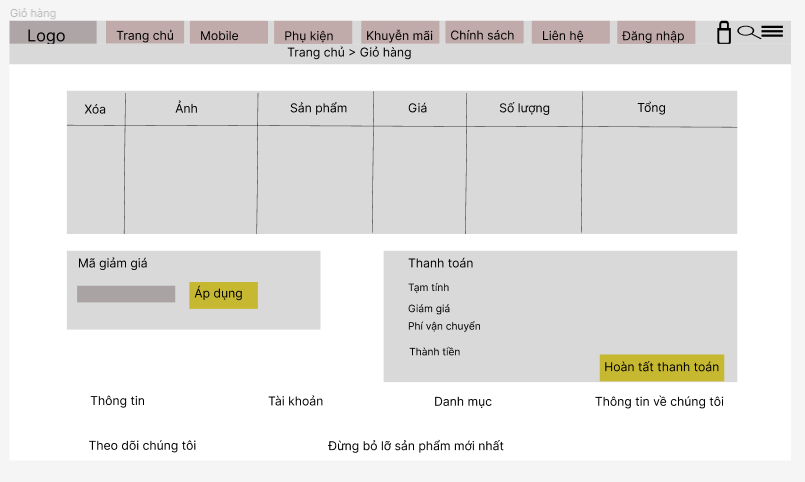 Giỏ hàng
Logo Trang chủ Mobile Phụ kiện Khuyễn mãi Chính sách Liên hệ Đăng nhập
Trang chủ > Giỏ hàng
Xóa Ảnh Sản phẩm Giá Số lượng Tổng
Mã giảm giá
Áp dụng
Thanh toán
Tạm tính
Giám giá
Phí vận chuyển
Thành tiền
Hoàn tất thanh toán
Thông tin Tài khoản Danh mục Thông tin về chúng tôi
Theo dõi chúng tôi Đừng bỏ lỡ sản phẩm mới nhất